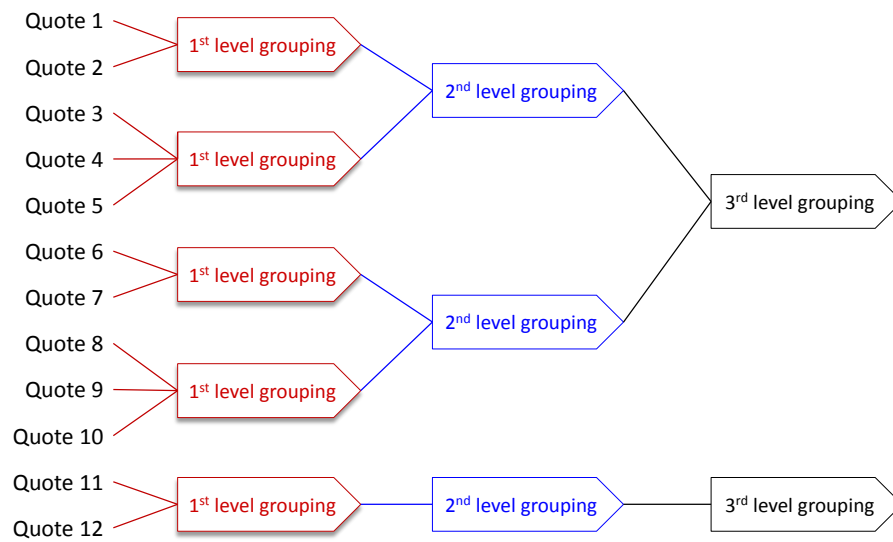 Quote 1
Quote 2
1st level grouping
2nd level grouping
Quote 3
Quote 4
Quote 5
1st level grouping
3rd level grouping
Quote 6
Quote 7
1st level grouping
2nd level grouping
Quote 8
Quote 9
Quote 10
1st level grouping
Quote 11
Quote 12
1st level grouping
2nd level grouping
3rd level grouping